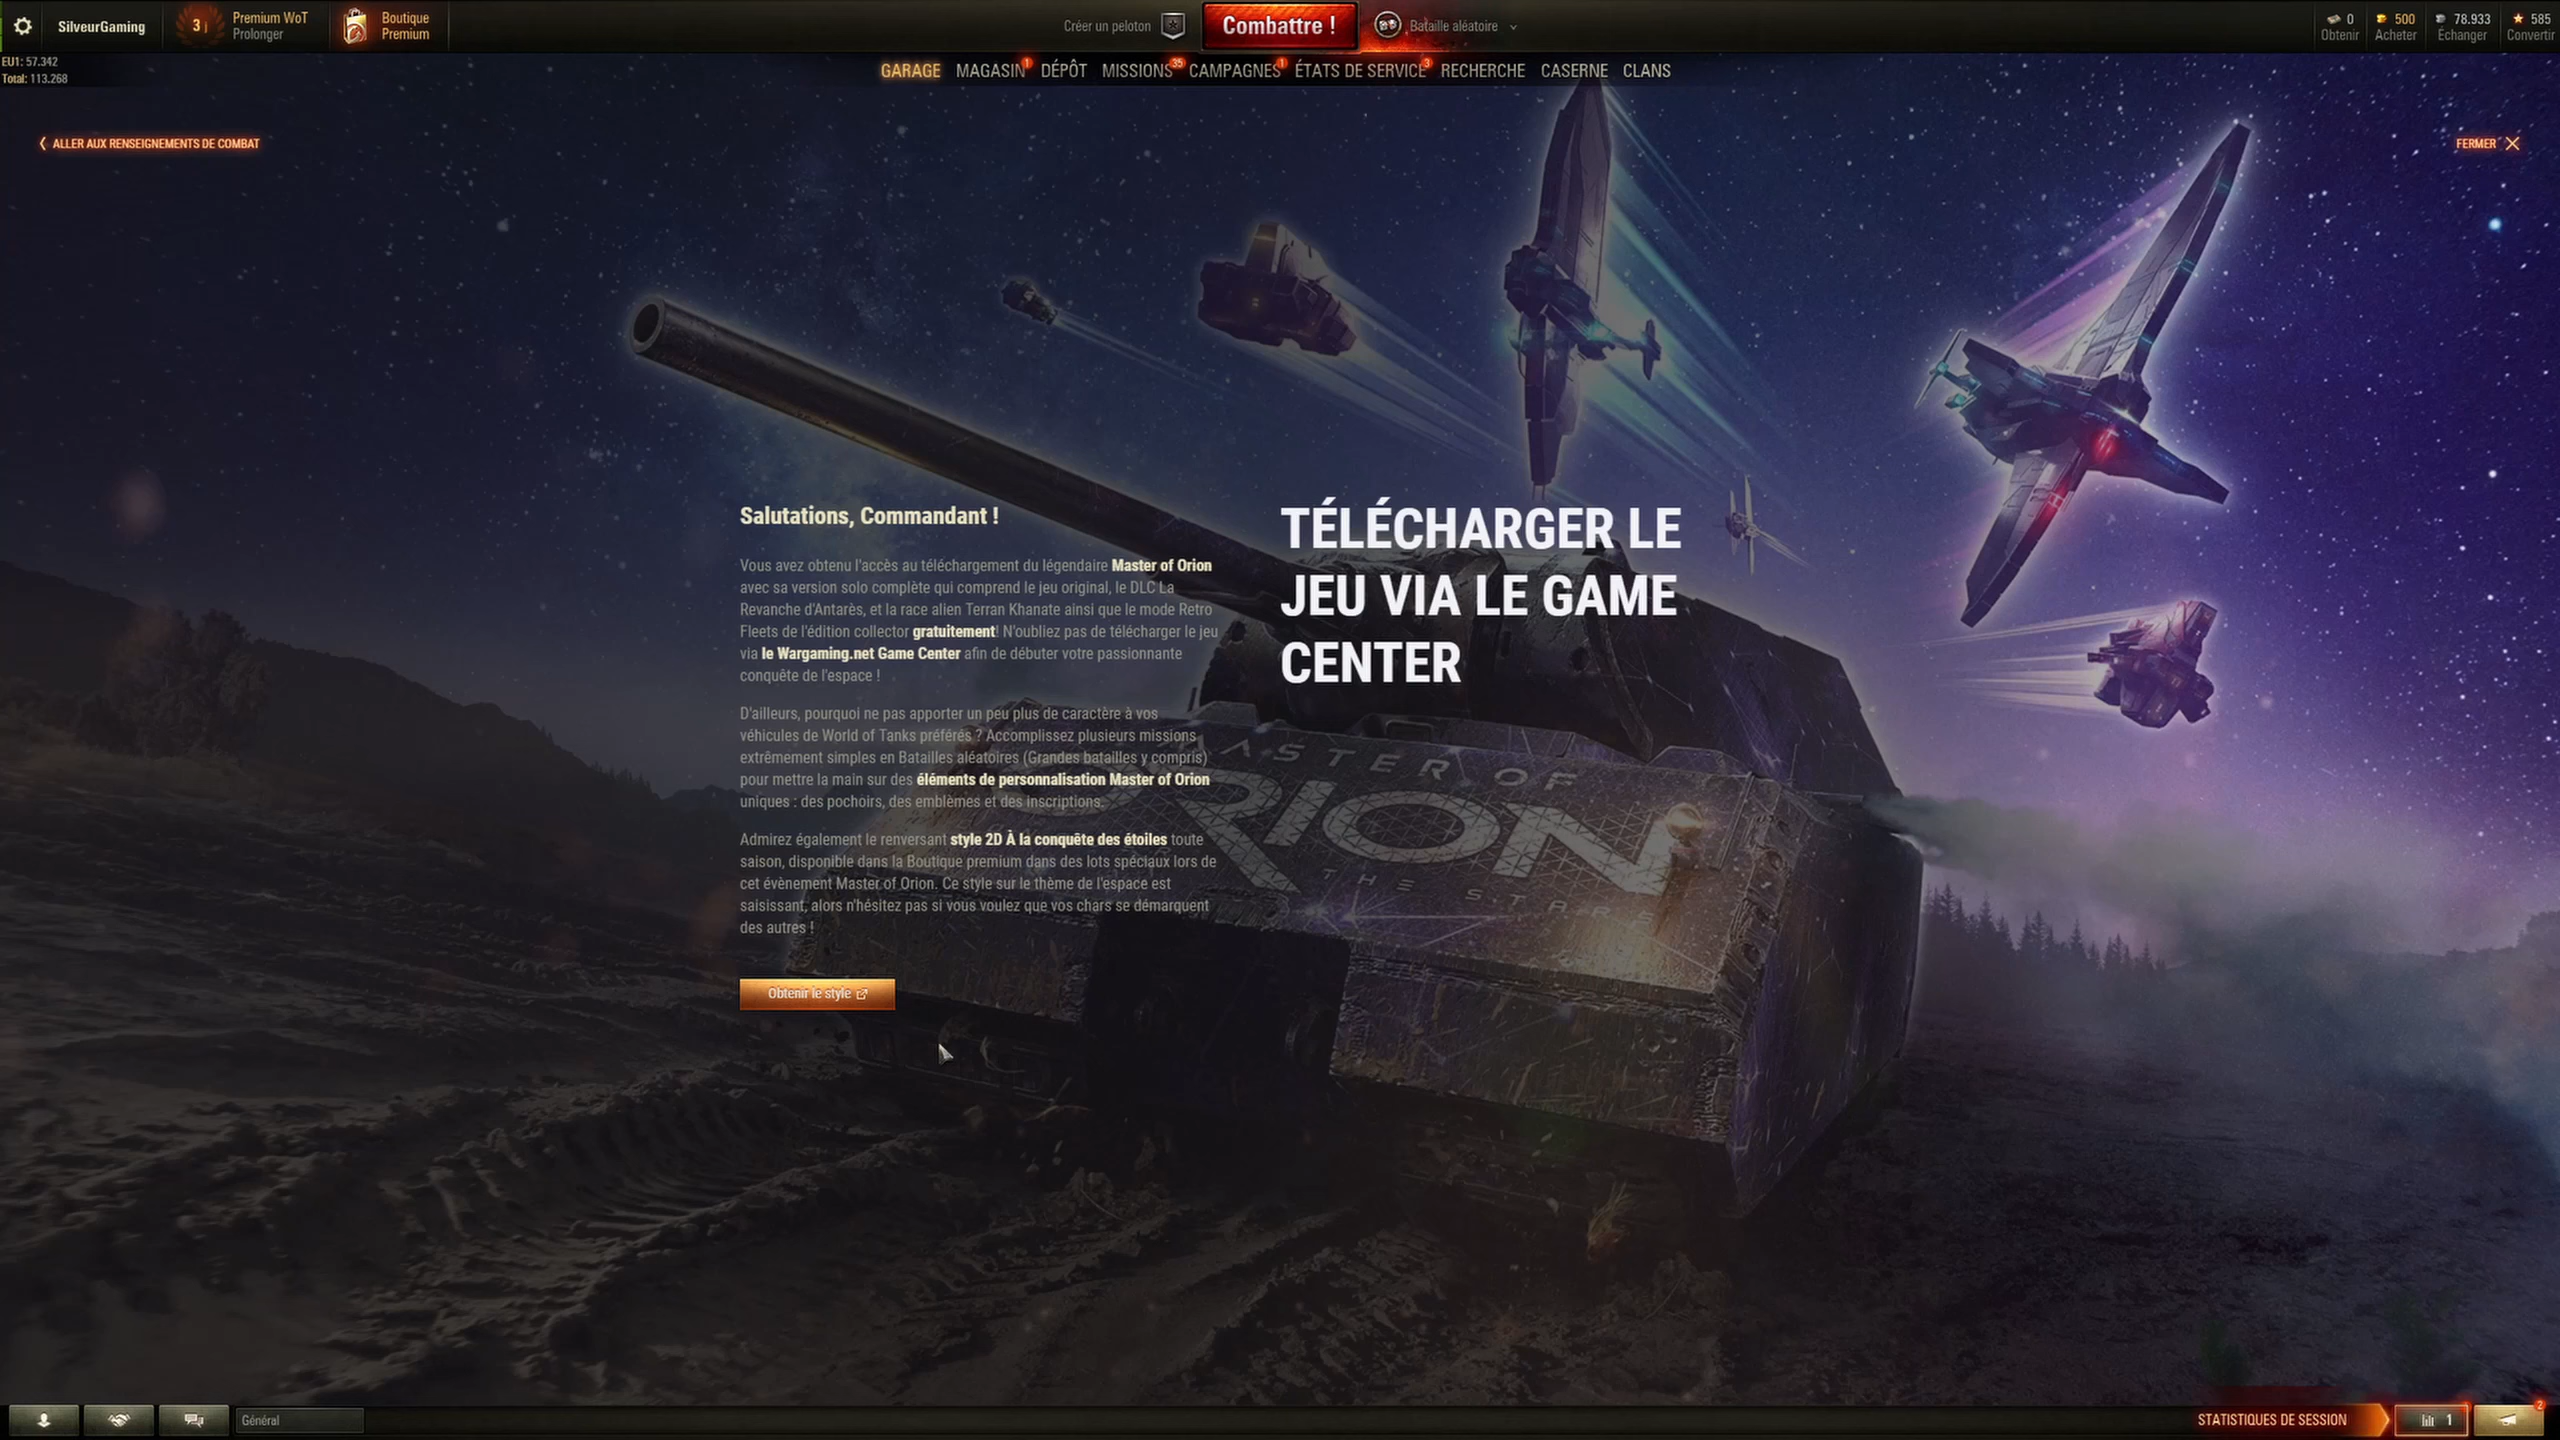 SilveurGaming
3 j
Premium WoT
Prolonger
Boutique
Premium
Créer un peloton
Combattre !
Bataille aléatoire
0
Obtenir
500
Acheter
78.933
Échanger
585
Convertir
EU1: 57.342
Total: 113.268
GARAGE
MAGASIN 1
DÉPÔT
MISSIONS 35
CAMPAGNES 1
ÉTATS DE SERVICE 3
RECHERCHE
CASERNE
CLANS
ALLER AUX RENSEIGNEMENTS DE COMBAT
FERMER
Salutations, Commandant !
Vous avez obtenu l'accès au téléchargement du légendaire Master of Orion
avec sa version solo complète qui comprend le jeu original, le DLC La
Revanche d'Antarès, et la race alien Terran Khanate ainsi que le mode Retro
Fleets de l'édition collector gratuitement! N'oubliez pas de télécharger le jeu
via le Wargaming.net Game Center afin de débuter votre passionnante
conquête de l'espace !
D'ailleurs, pourquoi ne pas apporter un peu plus de caractère à vos
véhicules de World of Tanks préférés ? Accomplissez plusieurs missions
extrêmement simples en Batailles aléatoires (Grandes batailles y compris)
pour mettre la main sur des éléments de personnalisation Master of Orion
uniques : des pochoirs, des emblèmes et des inscriptions.
Admirez également le renversant style 2D À la conquête des étoiles toute
saison, disponible dans la Boutique premium dans des lots spéciaux lors de
cet évènement Master of Orion. Ce style sur le thème de l'espace est
saisissant, alors n'hésitez pas si vous voulez que vos chars se démarquent
des autres !
Obtenir le style
TÉLÉCHARGER LE
JEU VIA LE GAME
CENTER
MASTER OF
ORION
THE STARS
Général
STATISTIQUES DE SESSION
1
2